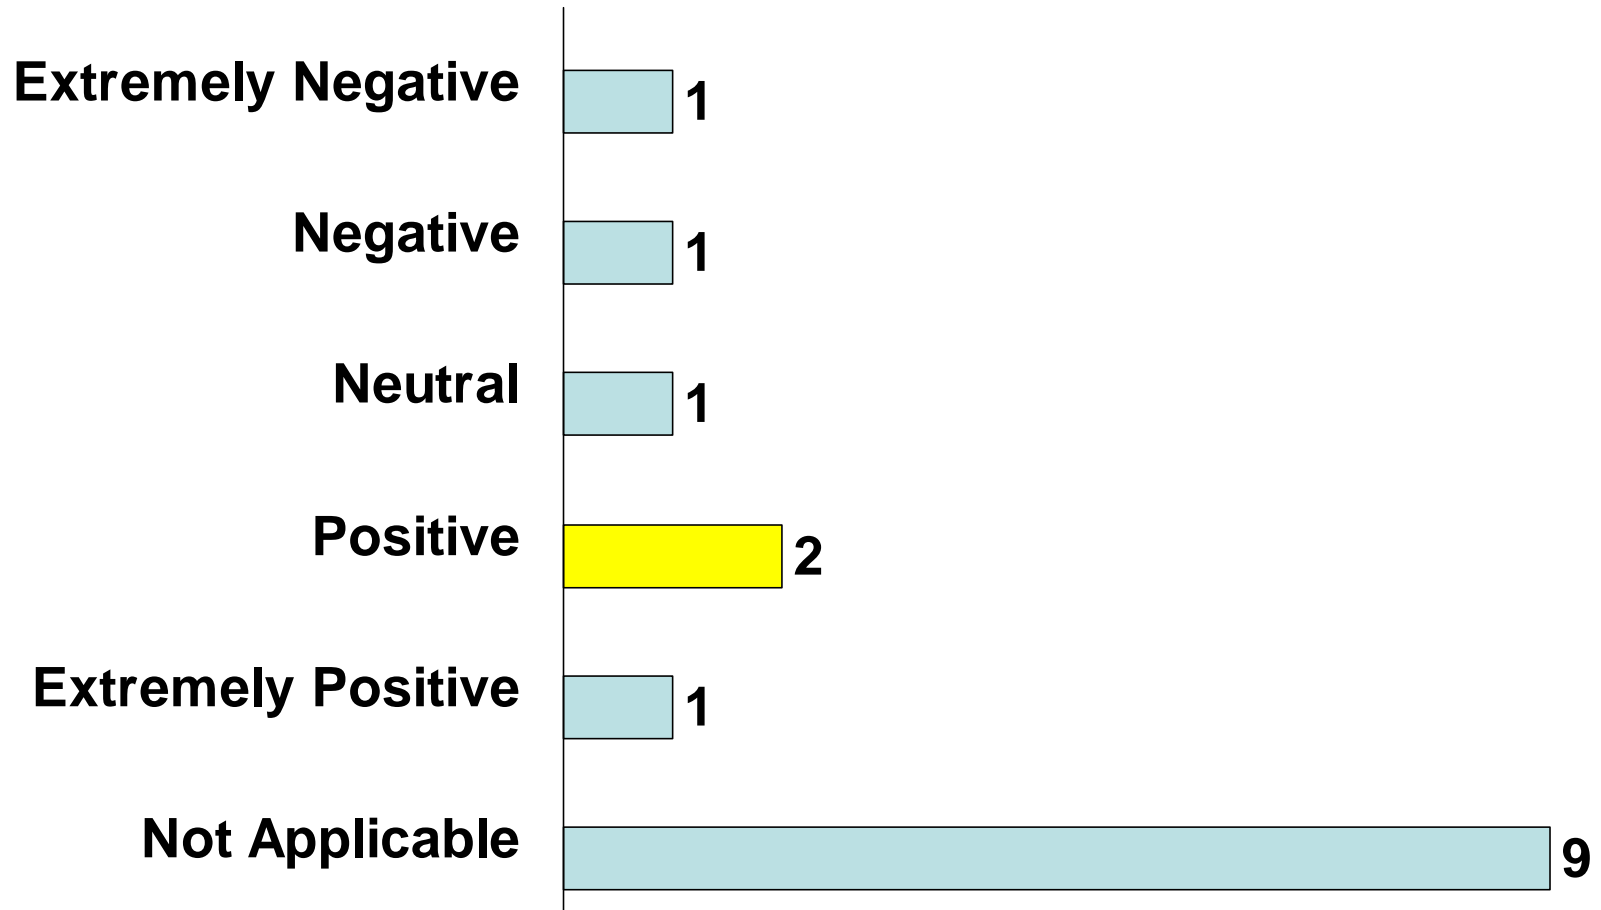 Extremely Negative 1
Negative 1
Neutral 1
Positive 2
Extremely Positive 1
Not Applicable 9